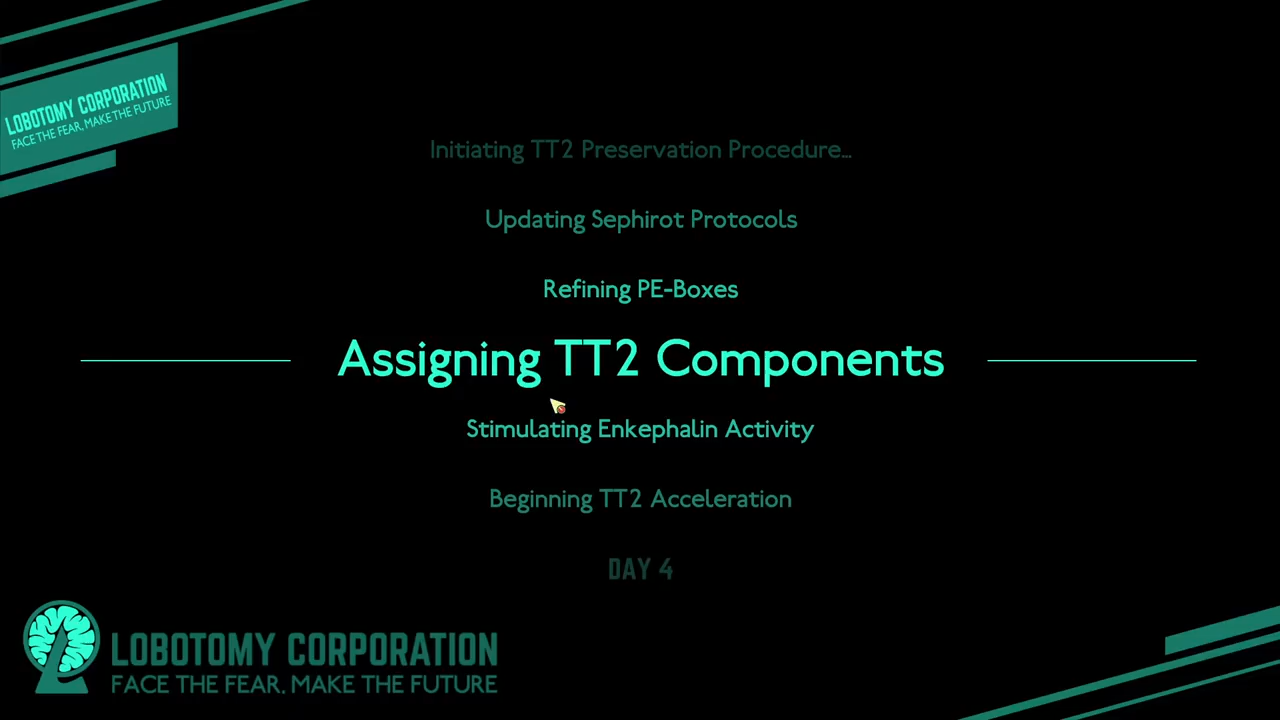 LOBOTOMY CORPORATION
FACE THE FEAR, MAKE THE FUTURE
Initiating TT2 Preservation Procedure...
Updating Sephirot Protocols
Refining PE-Boxes
Assigning TT2 Components
Stimulating Enkephalin Activity
Beginning TT2 Acceleration
DAY 4
LOBOTOMY CORPORATION
FACE THE FEAR, MAKE THE FUTURE